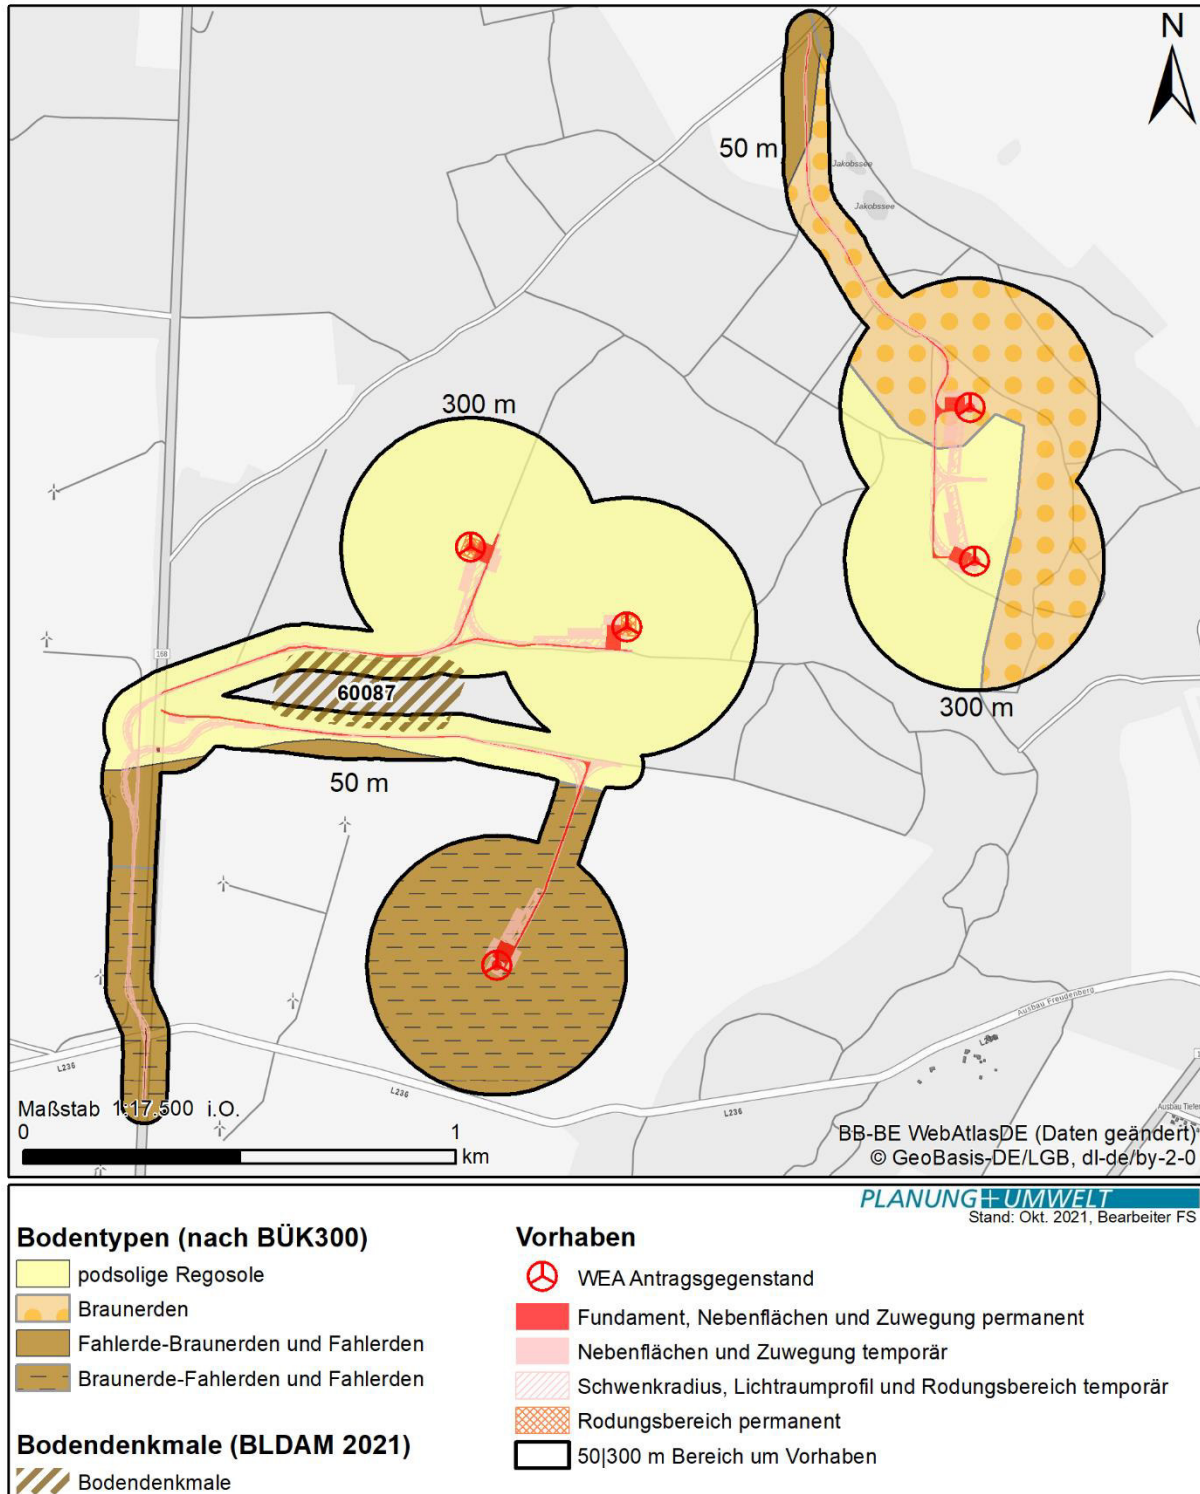 N
50 m
Jakobssee
Jakobssee
300 m
168
60087
300 m
50 m
Ausbau Freudenberg
L236
L236
L236
L236
Ausbau Tiefer
Maßstab 1:17.500 i.O.
0 1
km
BB-BE WebAtlasDE (Daten geändert)
© GeoBasis-DE/LGB, dl-de/by-2-0
PLANUNG+UMWELT
Stand: Okt. 2021, Bearbeiter FS
Bodentypen (nach BÜK300)
podsolige Regosole
Braunerden
Fahlerde-Braunerden und Fahlerden
Braunerde-Fahlerden und Fahlerden
Bodendenkmale (BLDAM 2021)
Bodendenkmale
Vorhaben
WEA Antragsgegenstand
Fundament, Nebenflächen und Zuwegung permanent
Nebenflächen und Zuwegung temporär
Schwenkradius, Lichtraumprofil und Rodungsbereich temporär
Rodungsbereich permanent
50|300 m Bereich um Vorhaben